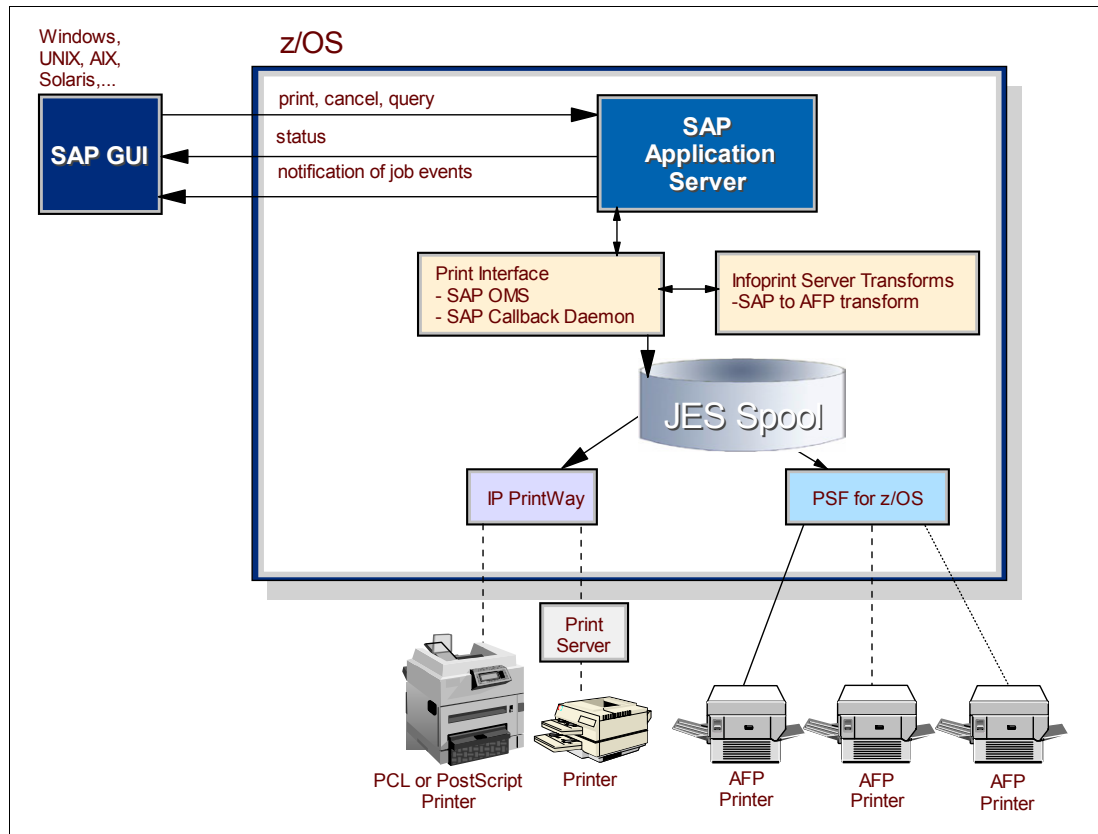 Windows,
UNIX, AIX,
Solaris,...
z/OS
SAP GUI
print, cancel, query
status
notification of job events
SAP
Application
Server
Print Interface
- SAP OMS
- SAP Callback Daemon
Infoprint Server Transforms
-SAP to AFP transform
JES Spool
IP PrintWay
PSF for z/OS
Print
Server
PCL or PostScript
Printer
Printer
AFP
Printer
AFP
Printer
AFP
Printer